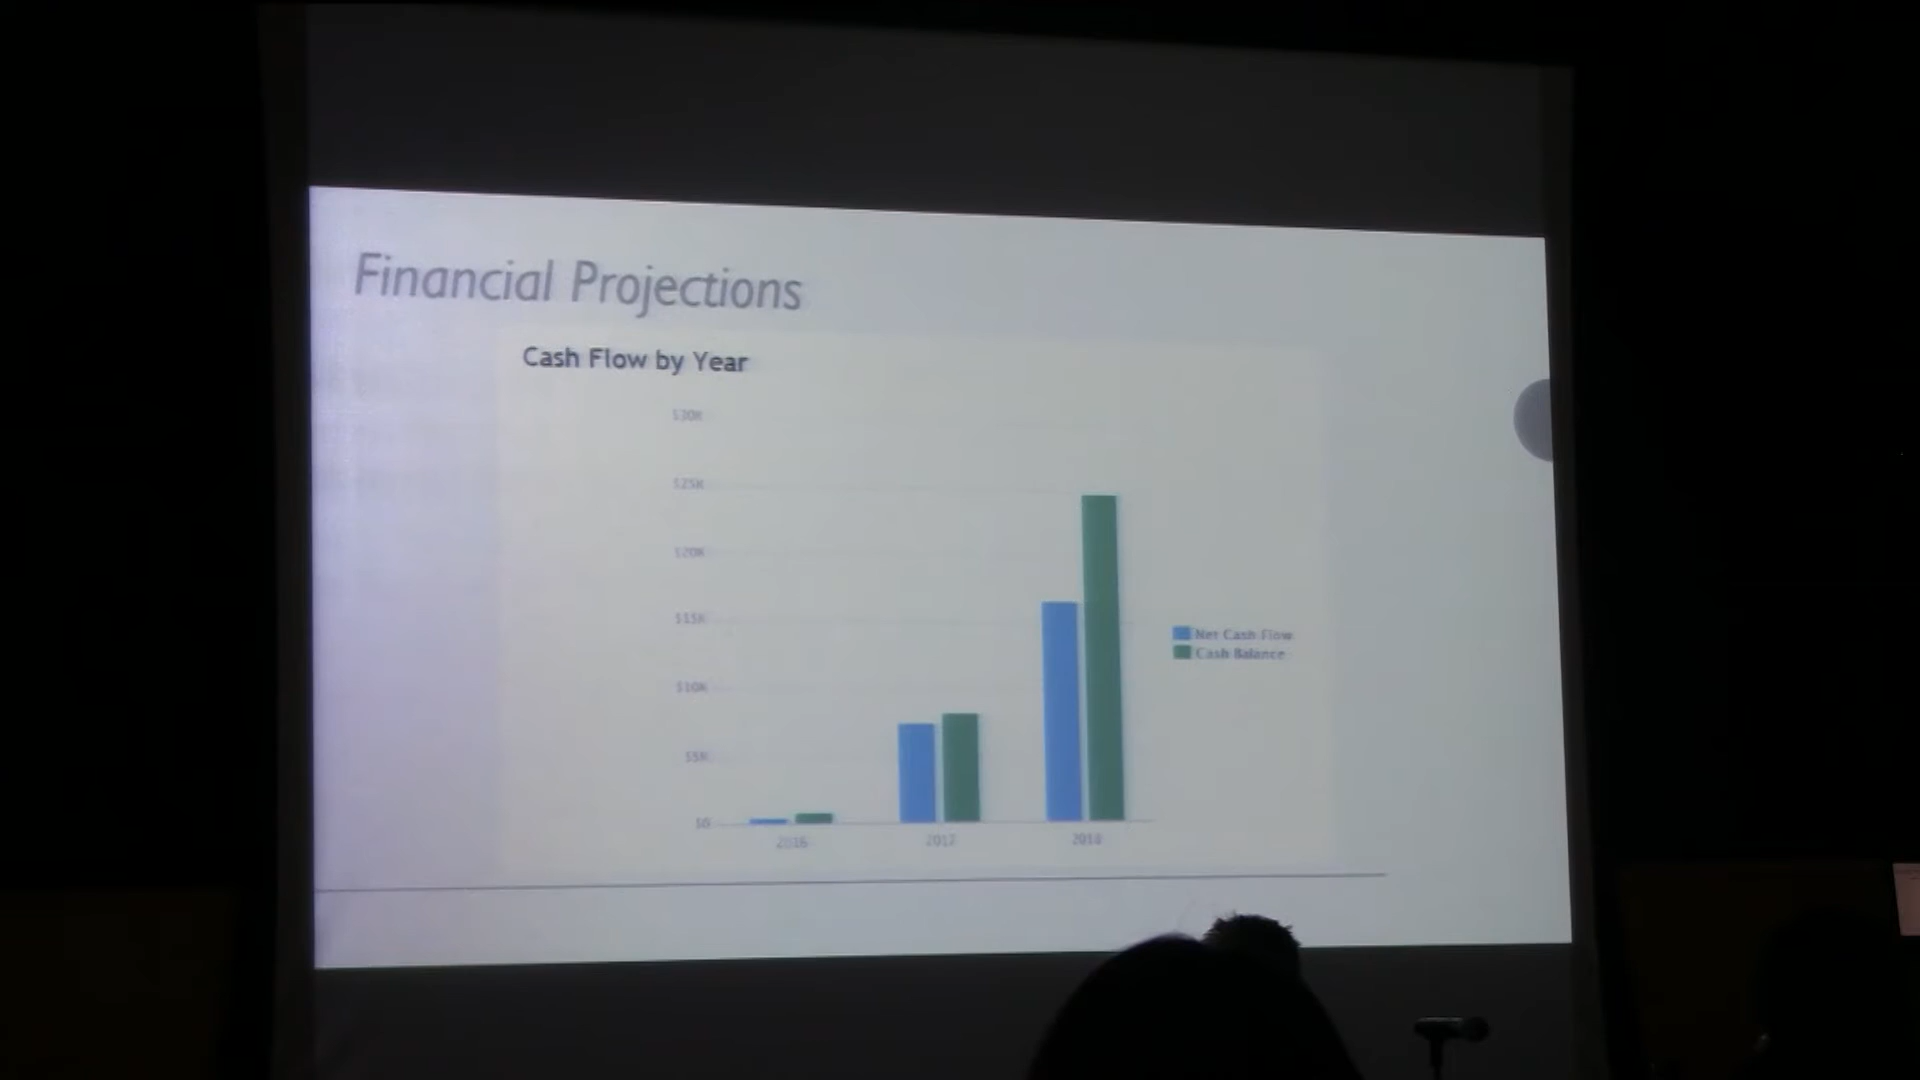 Financial Projections
Cash Flow by Year
$30K
$25K
$20K
$15K
$10K
$5K
$0
2016
2017
2018
Net Cash Flow
Cash Balance